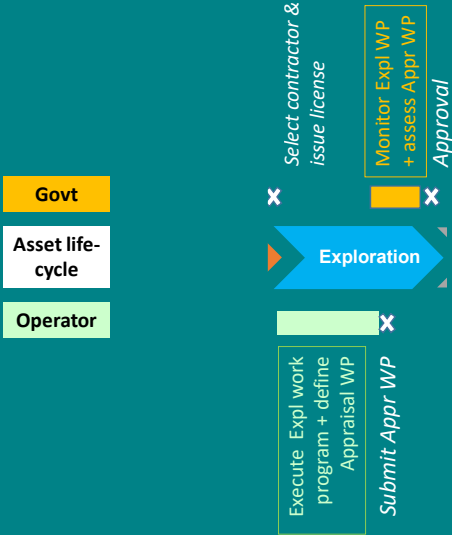 Select contractor &
issue license
Monitor Expl WP
+ assess Appr WP
Approval
Govt
Asset life-
cycle
Exploration
Operator
Execute Expl work
program + define
Appraisal WP
Submit Appr WP